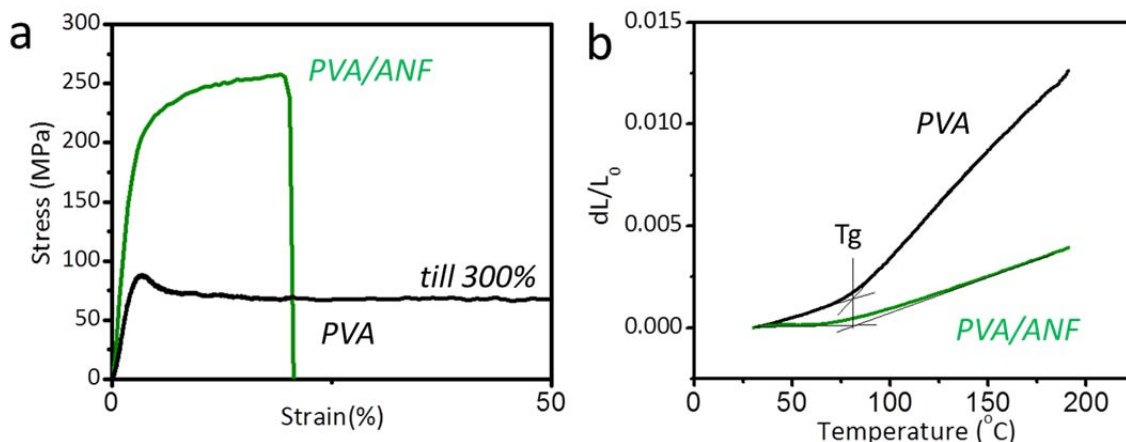 a
300
250
200
150
100
50
0
Stress (MPa)
PVA/ANF
till 300%
PVA
0
50
Strain(%)
b
0.015
0.010
0.005
0.000
dL/L₀
PVA
Tg
PVA/ANF
0
50
100
150
200
Temperature (°C)